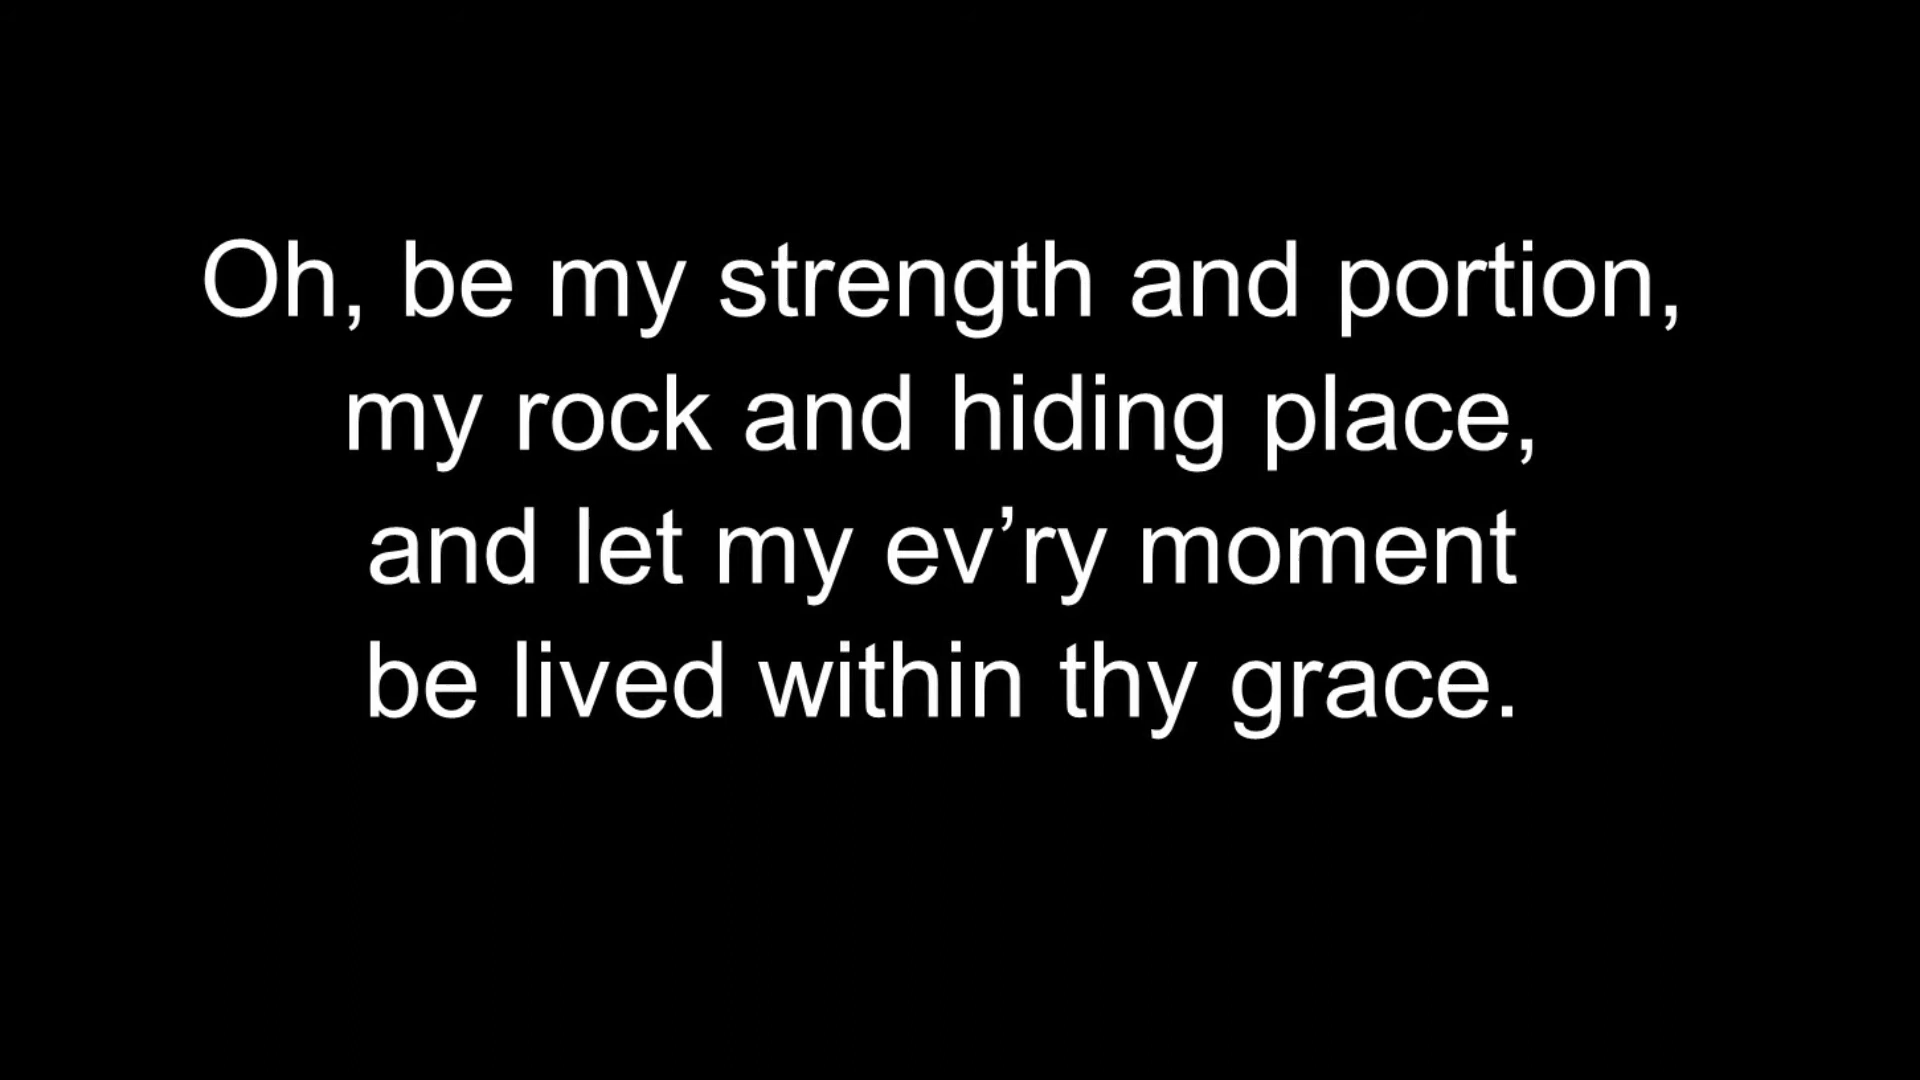 Oh, be my strength and portion,
my rock and hiding place,
and let my ev’ry moment
be lived within thy grace.